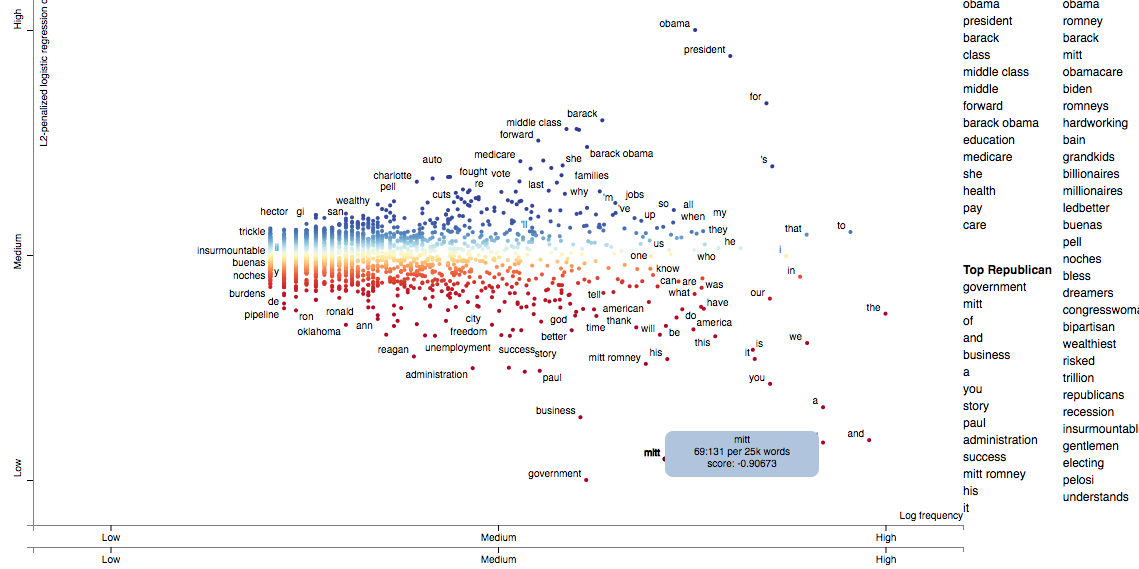 High
Medium
Low
L2-penalized logistic regression c
obama
president
for
's
barack
middle class
forward
barack obama
medicare
she
auto
fought vote
families
charlotte
re
last
pell
cuts
why
'm
jobs
wealthy
've
so
all
hector
gi
san
up
when
my
'll
they
that
to
trickle
us
he
insurmountable
ll
one
who
i
buenas
know
in
noches
y
can
are
was
burdens
tell
what
our
de
american
have
the
pipeline
ron
ronald
god
thank
do
oklahoma
ann
city
time
will
be
america
freedom
better
this
is
we
reagan
unemployment
success
story
mitt romney
his
it
administration
paul
you
business
a
and
mitt
mitt
69:131 per 25k words
score: -0.90673
government
Log frequency
Low
Medium
High
Low
Medium
High
obama
president
barack
class
middle class
middle
forward
barack obama
education
medicare
she
health
pay
care
Top Republican
government
mitt
of
and
business
a
you
story
paul
administration
success
mitt romney
his
it
obama
romney
barack
mitt
obamacare
biden
romneys
hardworking
bain
grandkids
billionaires
millionaires
ledbetter
buenas
pell
noches
bless
dreamers
congresswoma
bipartisan
wealthiest
risked
trillion
republicans
recession
insurmountabl
gentlemen
electing
pelosi
understands